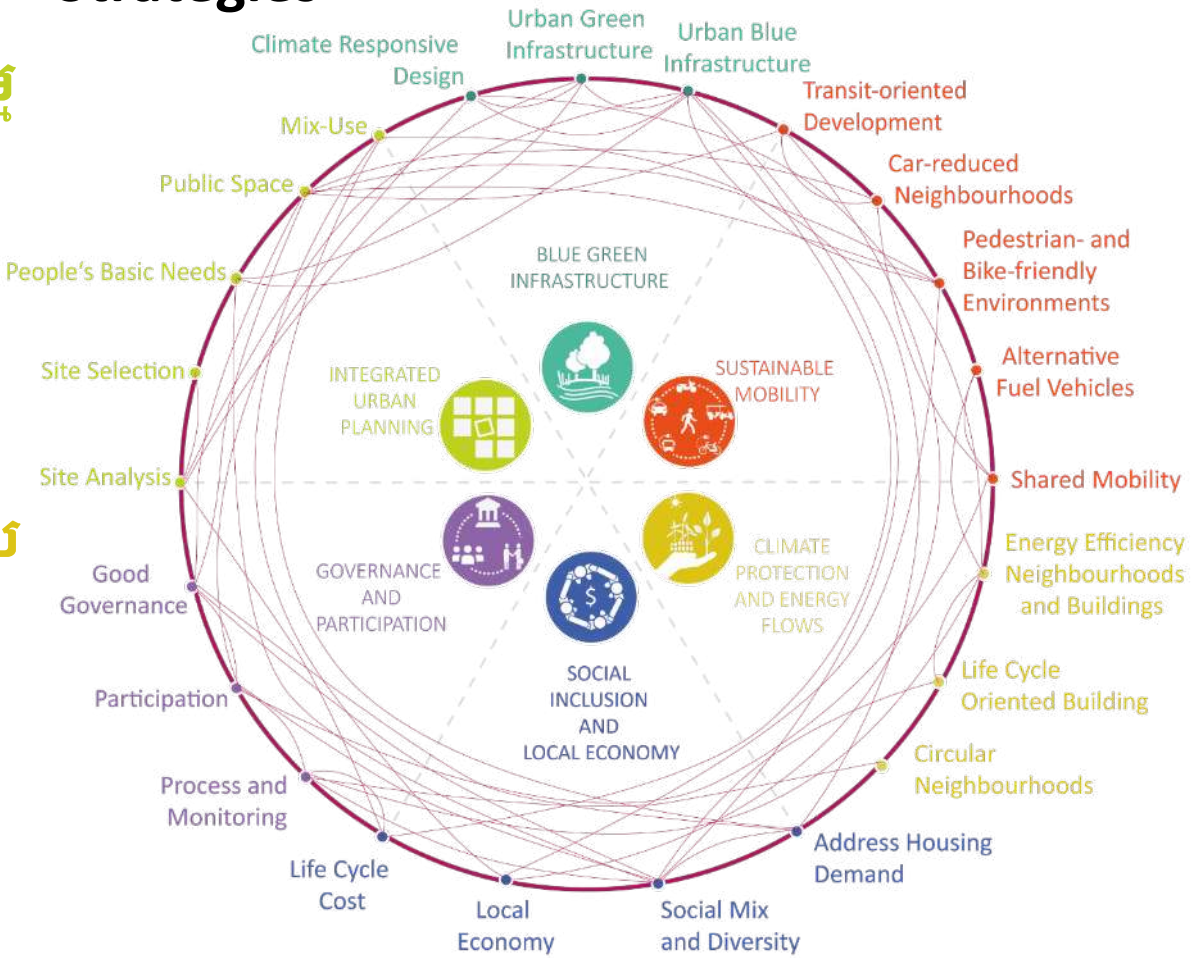 Strategies
Urban Green
Infrastructure
Urban Blue
Infrastructure
Climate Responsive
Design
Transit-oriented
Development
Mix-Use
Car-reduced
Neighbourhoods
Public Space
Pedestrian- and
Bike-friendly
Environments
People's Basic Needs
Alternative
Fuel Vehicles
Site Selection
Shared Mobility
Site Analysis
Energy Efficiency
Neighbourhoods
and Buildings
Good
Governance
Life Cycle
Oriented Building
Participation
Circular
Neighbourhoods
Process and
Monitoring
Address Housing
Demand
Life Cycle
Cost
Local
Economy
Social Mix
and Diversity
BLUE GREEN
INFRASTRUCTURE
INTEGRATED
URBAN
PLANNING
SUSTAINABLE
MOBILITY
GOVERNANCE
AND
PARTICIPATION
CLIMATE
PROTECTION
AND ENERGY
FLOWS
$
SOCIAL
INCLUSION
AND
LOCAL ECONOMY